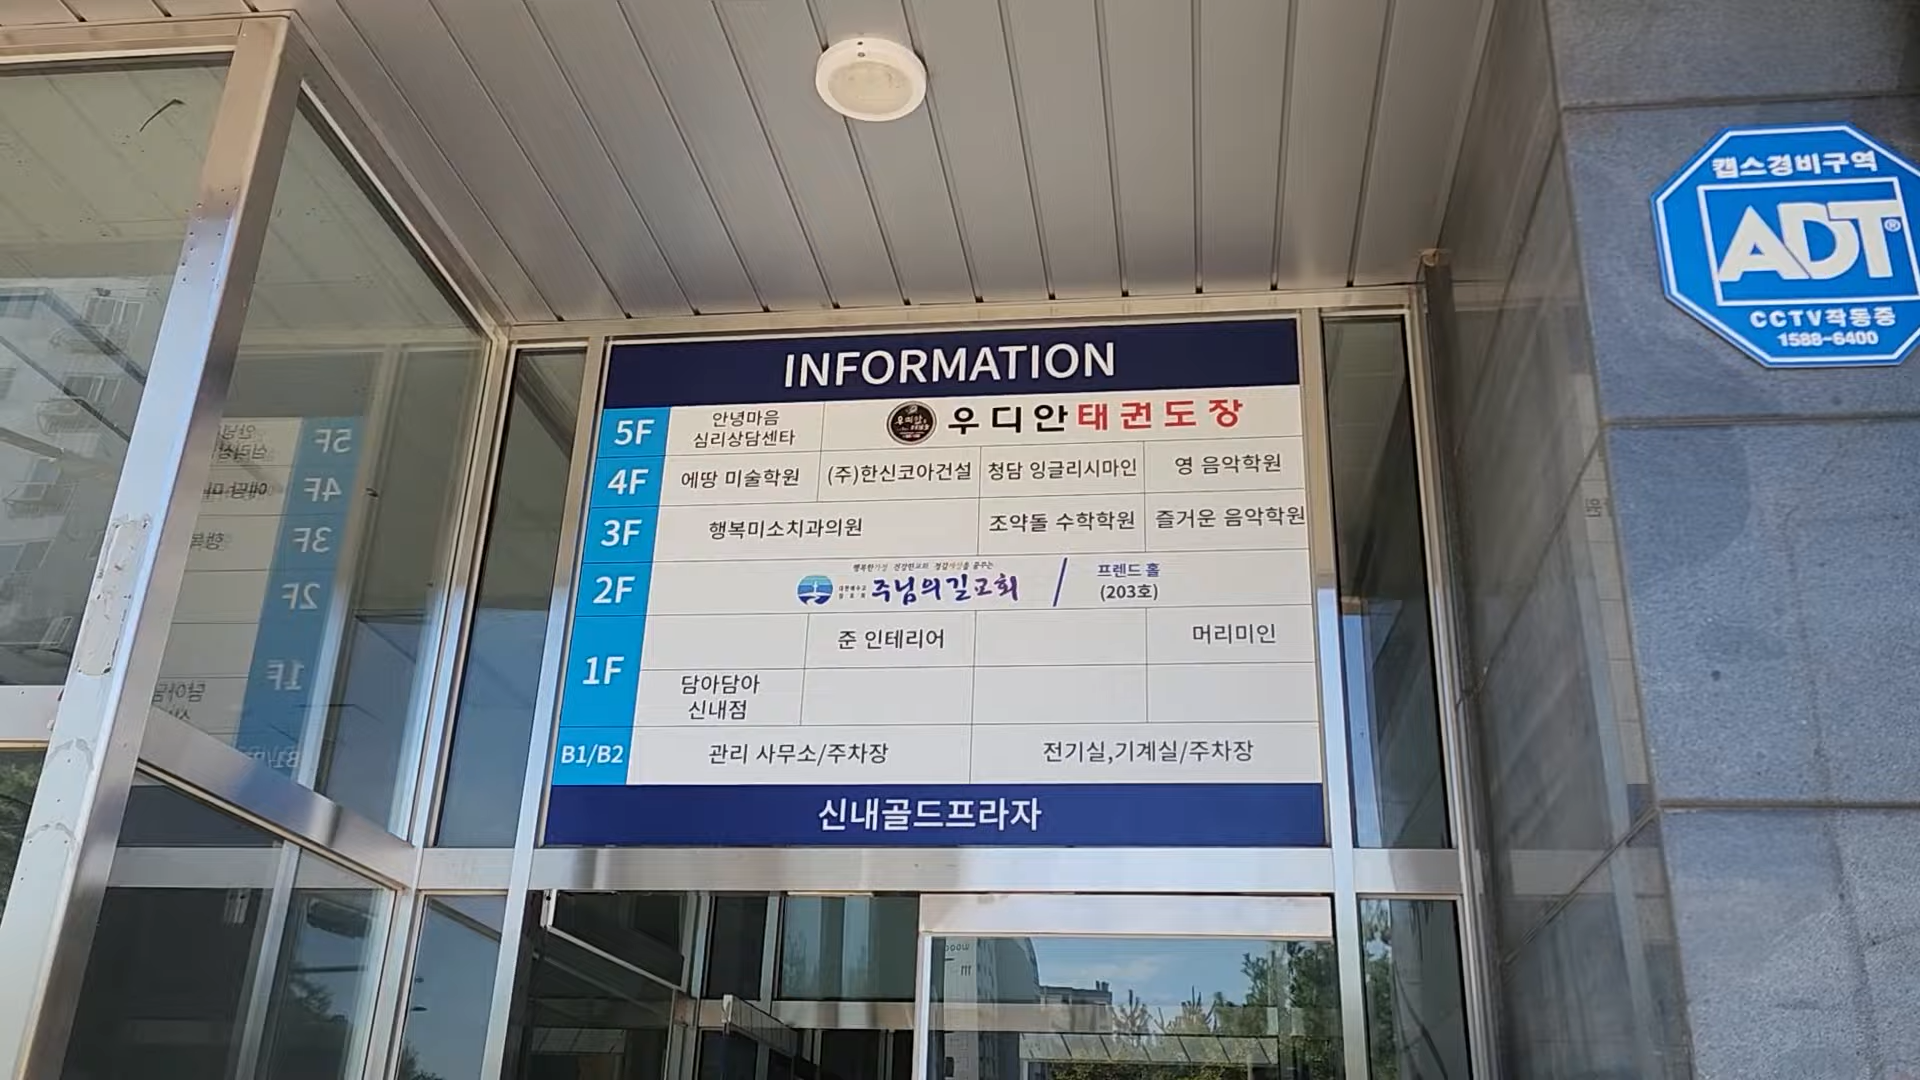 캡스경비구역
ADT®
CCTV작동중
1588-6400
INFORMATION
5F
안녕마음
심리상담센타
우디안태권도장
4F
에땅 미술학원
(주)한신코아건설
청담 잉글리시마인
영 음악학원
3F
행복미소치과의원
조약돌 수학학원
즐거운 음악학원
2F
주님의길교회
프렌드 홀
(203호)
1F
준 인테리어
머리미인
담아담아
신내점
B1/B2
관리 사무소/주차장
전기실,기계실/주차장
신내골드프라자